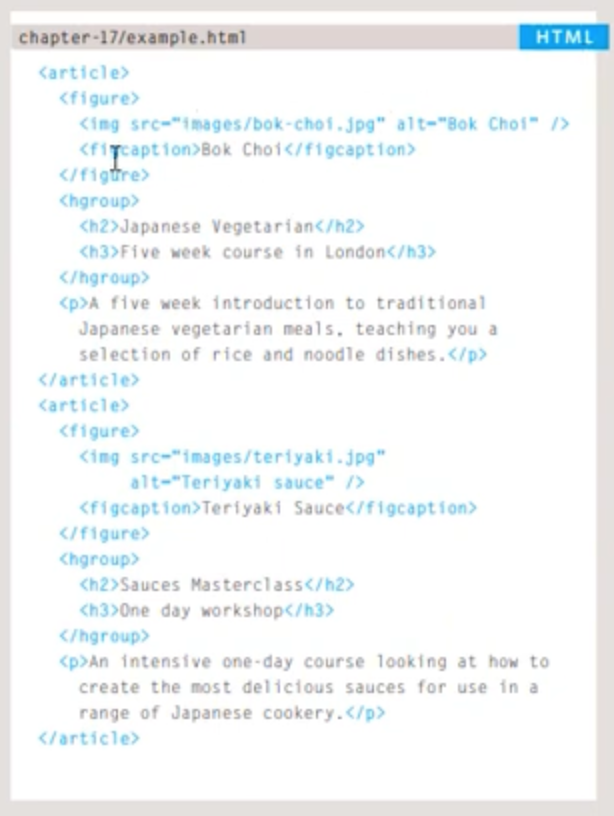 chapter-17/example.html
HTML
<article>
<figure>
<img src="images/bok-choi.jpg" alt="Bok Choi" />
<figcaption>Bok Choi</figcaption>
</figure>
<hgroup>
<h2>Japanese Vegetarian</h2>
<h3>Five week course in London</h3>
</hgroup>
<p>A five week introduction to traditional
Japanese vegetarian meals, teaching you a
selection of rice and noodle dishes.</p>
</article>
<article>
<figure>
<img src="images/teriyaki.jpg"
alt="Teriyaki sauce" />
<figcaption>Teriyaki Sauce</figcaption>
</figure>
<hgroup>
<h2>Sauces Masterclass</h2>
<h3>One day workshop</h3>
</hgroup>
<p>An intensive one-day course looking at how to
create the most delicious sauces for use in a
range of Japanese cookery.</p>
</article>